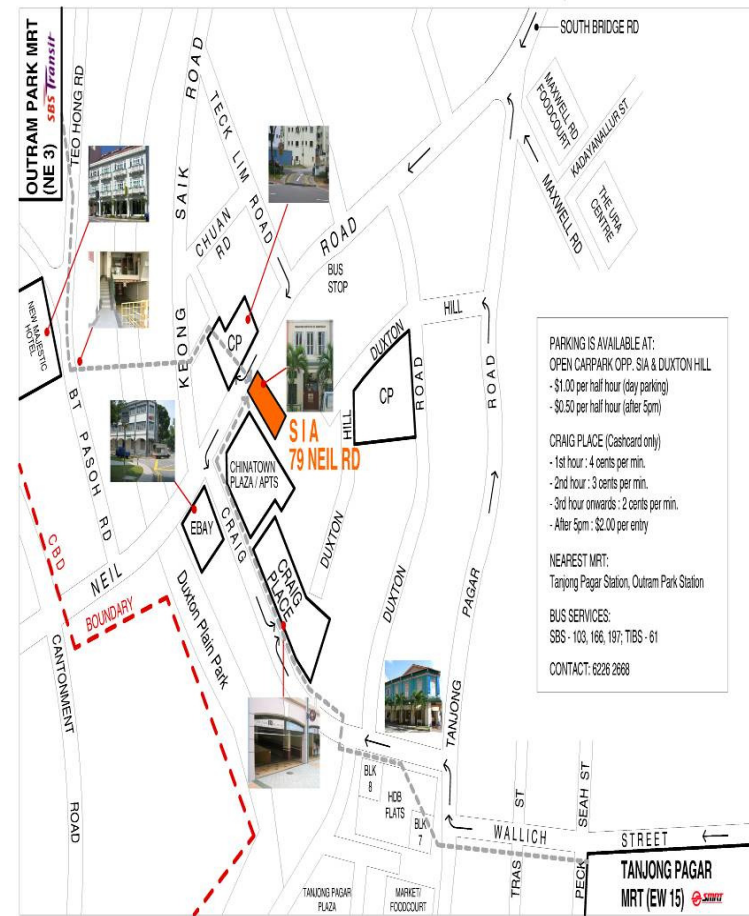 OUTRAM PARK MRT
(NE 3)
SBS Transit
TEO HONG RD
SOUTH BRIDGE RD
KEONG SAIK ROAD
TECK LIM ROAD
CHUAN
RD
ROAD
BUS
STOP
MAXWELL RD
FOODCOURT
KADAYANALLUR ST
MAXWELL RD
THE URA
CENTRE
NEW MAJESTIC
HOTEL
CP
HILL
DUXTON
HILL
CP
ROAD
ROAD
SIA
79 NEIL RD
BT PASOH RD
CHINATOWN
PLAZA / APTS
EBAY
CRAIG
CRAIG
PLACE
DUXTON
DUXTON
PAGAR
TANJONG
CBD
BOUNDARY
NEIL
Duxton Plain Park
CANTONMENT
ROAD
PARKING IS AVAILABLE AT:
OPEN CARPARK OPP. SIA & DUXTON HILL
- $1.00 per half hour (day parking)
- $0.50 per half hour (after 5pm)
CRAIG PLACE (Cashcard only)
- 1st hour : 4 cents per min.
- 2nd hour : 3 cents per min.
- 3rd hour onwards : 2 cents per min.
- After 5pm : $2.00 per entry
NEAREST MRT:
Tanjong Pagar Station, Outram Park Station
BUS SERVICES:
SBS - 103, 166, 197; TIBS - 61
CONTACT: 6226 2668
BLK
8
HDB
FLATS
BLK
7
TRAS ST
PECK SEAH ST
WALLICH STREET
TANJONG PAGAR
PLAZA
MARKET/
FOODCOURT
TANJONG PAGAR
MRT (EW 15)
SMRT